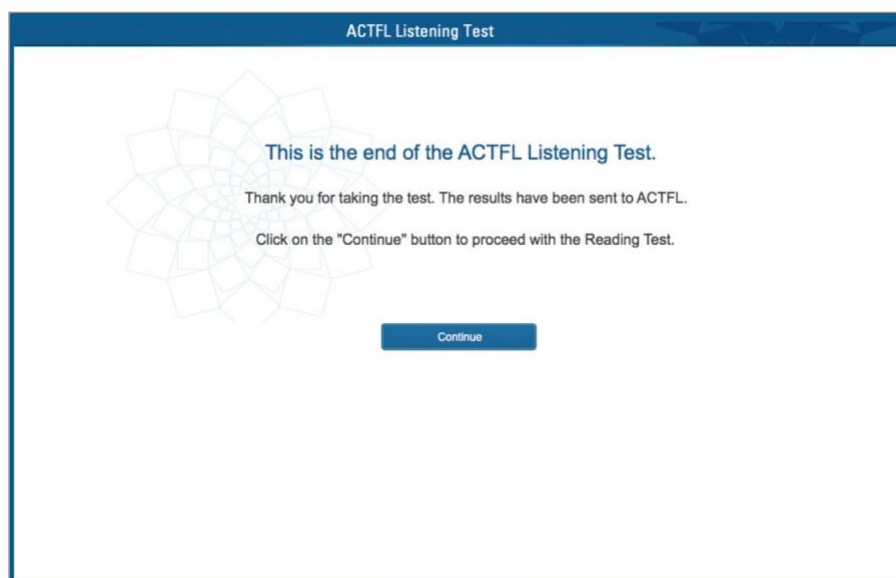 ACTFL Listening Test
This is the end of the ACTFL Listening Test.
Thank you for taking the test. The results have been sent to ACTFL.
Click on the "Continue" button to proceed with the Reading Test.
Continue